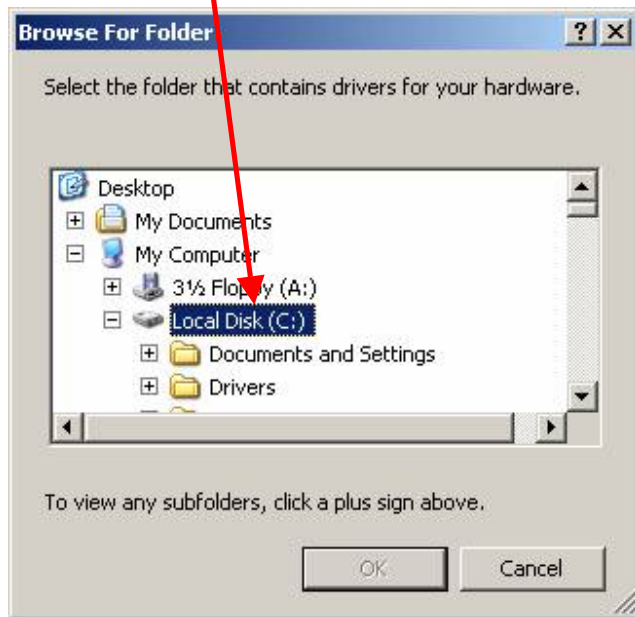 Browse For Folder
Select the folder that contains drivers for your hardware.
Desktop
My Documents
My Computer
3½ Floppy (A:)
Local Disk (C:)
Documents and Settings
Drivers
To view any subfolders, click a plus sign above.
OK
Cancel